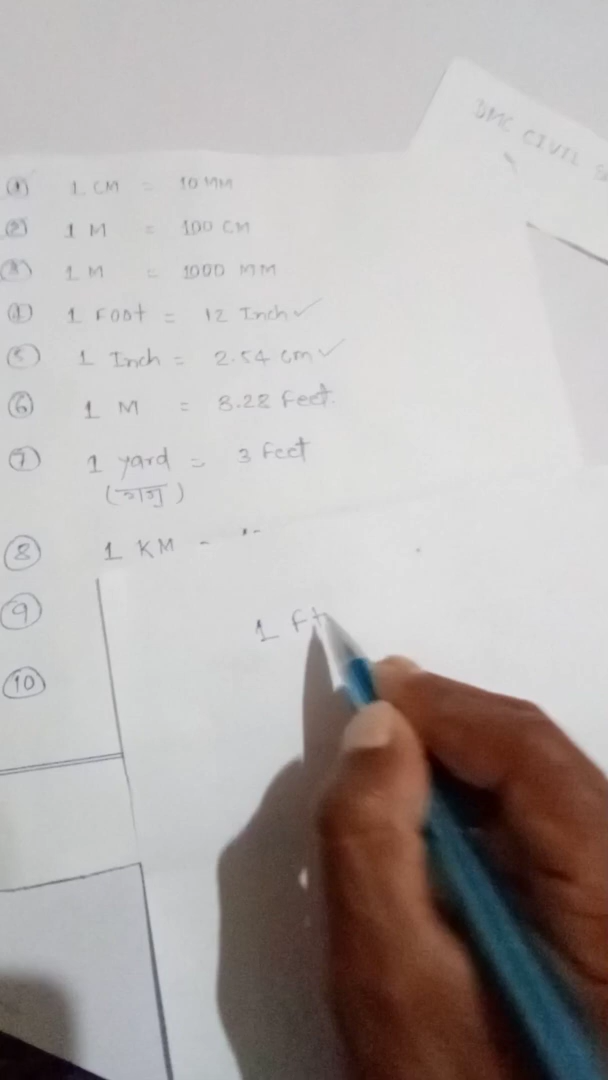 DMC CIVIL
① 1 CM = 10 MM
② 1 M = 100 CM
③ 1 M = 1000 MM
④ 1 Foot = 12 Inch ✓
⑤ 1 Inch = 2.54 cm ✓
⑥ 1 M = 3.28 Feet.
⑦ 1 yard = 3 Feet
⑧ 1 KM -
⑨
⑩
1 Ft